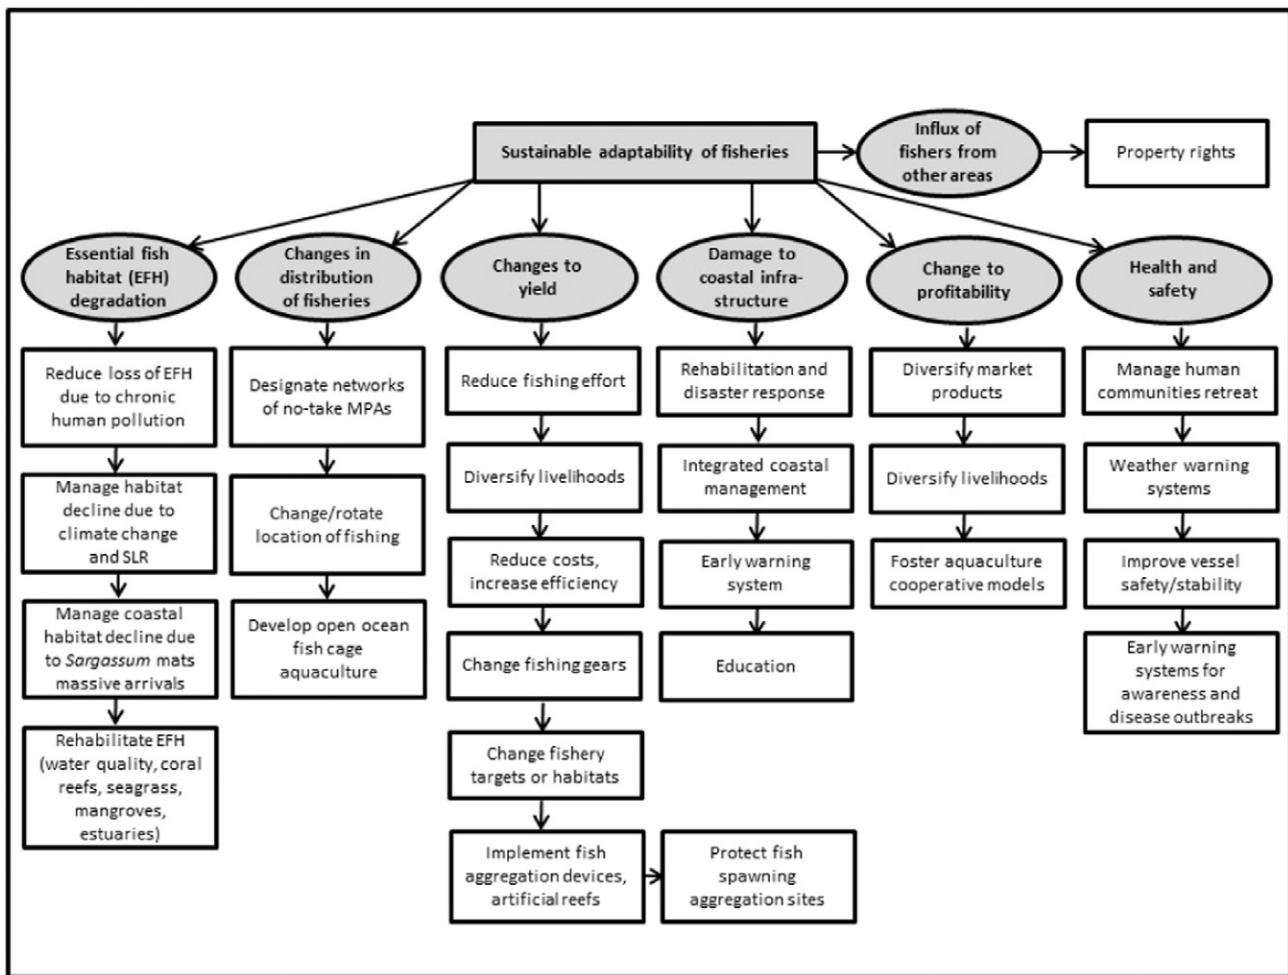 Sustainable adaptability of fisheries
Influx of
fishers from
other areas
Property rights
Essential fish
habitat (EFH)
degradation
Reduce loss of EFH
due to chronic
human pollution
Manage habitat
decline due to
climate change
and SLR
Manage coastal
habitat decline due
to Sargassum mats
massive arrivals
Rehabilitate EFH
(water quality, coral
reefs, seagrass,
mangroves,
estuaries)
Changes in
distribution
of fisheries
Designate networks
of no-take MPAs
Change/rotate
location of fishing
Develop open ocean
fish cage
aquaculture
Changes to
yield
Reduce fishing effort
Diversify livelihoods
Reduce costs,
increase efficiency
Change fishing gears
Change fishery
targets or habitats
Implement fish
aggregation devices,
artificial reefs
Protect fish
spawning
aggregation sites
Damage to
coastal infra-
structure
Rehabilitation and
disaster response
Integrated coastal
management
Early warning
system
Education
Change to
profitability
Diversify market
products
Diversify livelihoods
Foster aquaculture
cooperative models
Health and
safety
Manage human
communities retreat
Weather warning
systems
Improve vessel
safety/stability
Early warning
systems for
awareness and
disease outbreaks